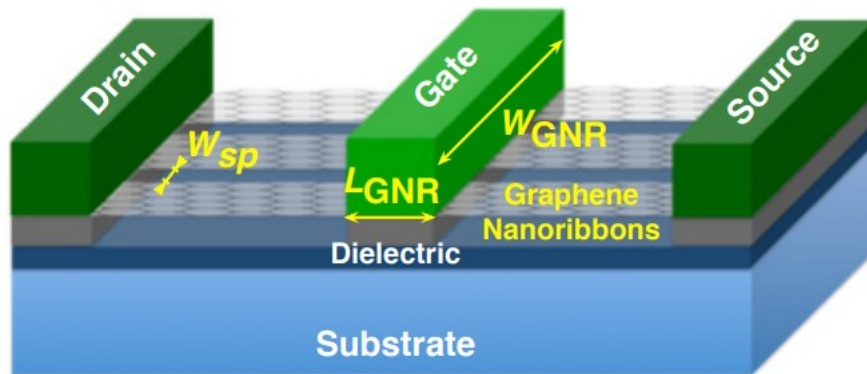 Drain
Gate
Source
W_sp
W_GNR
L_GNR
Graphene
Nanoribbons
Dielectric
Substrate